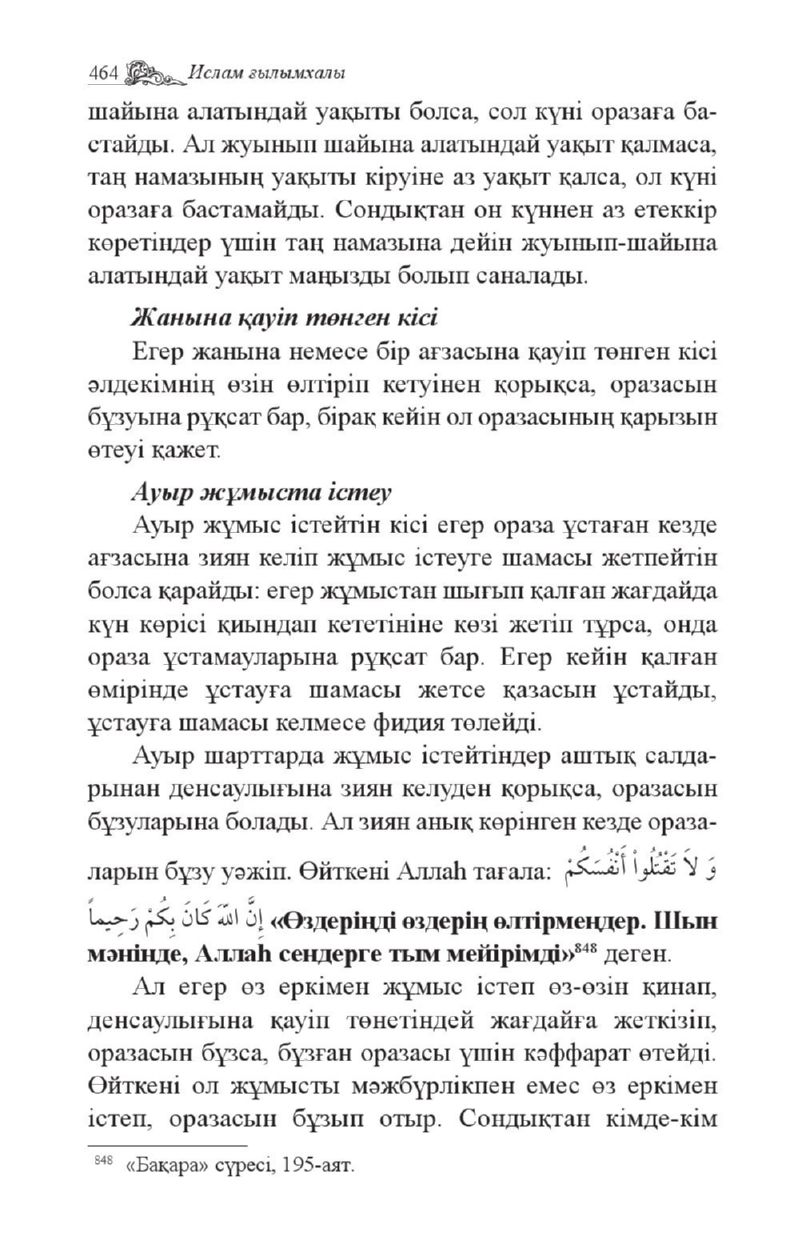 464 Ислам ғылымхалы
шайына алатындай уақыты болса, сол күні оразаға ба-
стайды. Ал жуынып шайына алатындай уақыт қалмаса,
таң намазының уақыты кіруіне аз уақыт қалса, ол күні
оразаға бастамайды. Сондықтан он күннен аз етеккір
көретіндер үшін таң намазына дейін жуынып-шайына
алатындай уақыт маңызды болып саналады.
Жанына қауіп төнген кісі
Егер жанына немесе бір ағзасына қауіп төнген кісі
әлдекімнің өзін өлтіріп кетуінен қорықса, оразасын
бұзуына рұқсат бар, бірақ кейін ол оразасының қарызын
өтеуі қажет.
Ауыр жұмыста істеу
Ауыр жұмыс істейтін кісі егер ораза ұстаған кезде
ағзасына зиян келіп жұмыс істеуге шамасы жетпейтін
болса қарайды: егер жұмыстан шығып қалған жағдайда
күн көрісі қиындап кететініне көзі жетіп тұрса, онда
ораза ұстамауларына рұқсат бар. Егер кейін қалған
өмірінде ұстауға шамасы жетсе қазасын ұстайды,
ұстауға шамасы келмесе фидия төлейді.
Ауыр шарттарда жұмыс істейтіндер аштық салда-
рынан денсаулығына зиян келуден қорықса, оразасын
бұзуларына болады. Ал зиян анық көрінген кезде ораза-
ларын бұзу уәжіп. Өйткені Аллаһ тағала: وَ لاَ تَقْتُلُواْ أَنْفُسَكُمْ
إِنَّ اللهَ كَانَ بِكُمْ رَحِيماً «Өздеріңді өздерің өлтірмеңдер. Шын
мәнінде, Аллаһ сендерге тым мейірімді»⁸⁴⁸ деген.
Ал егер өз еркімен жұмыс істеп өз-өзін қинап,
денсаулығына қауіп төнетіндей жағдайға жеткізіп,
оразасын бұзса, бұзған оразасы үшін кәффарат өтейді.
Өйткені ол жұмысты мәжбүрлікпен емес өз еркімен
істеп, оразасын бұзып отыр. Сондықтан кімде-кім
⁸⁴⁸ «Бақара» сүресі, 195-аят.